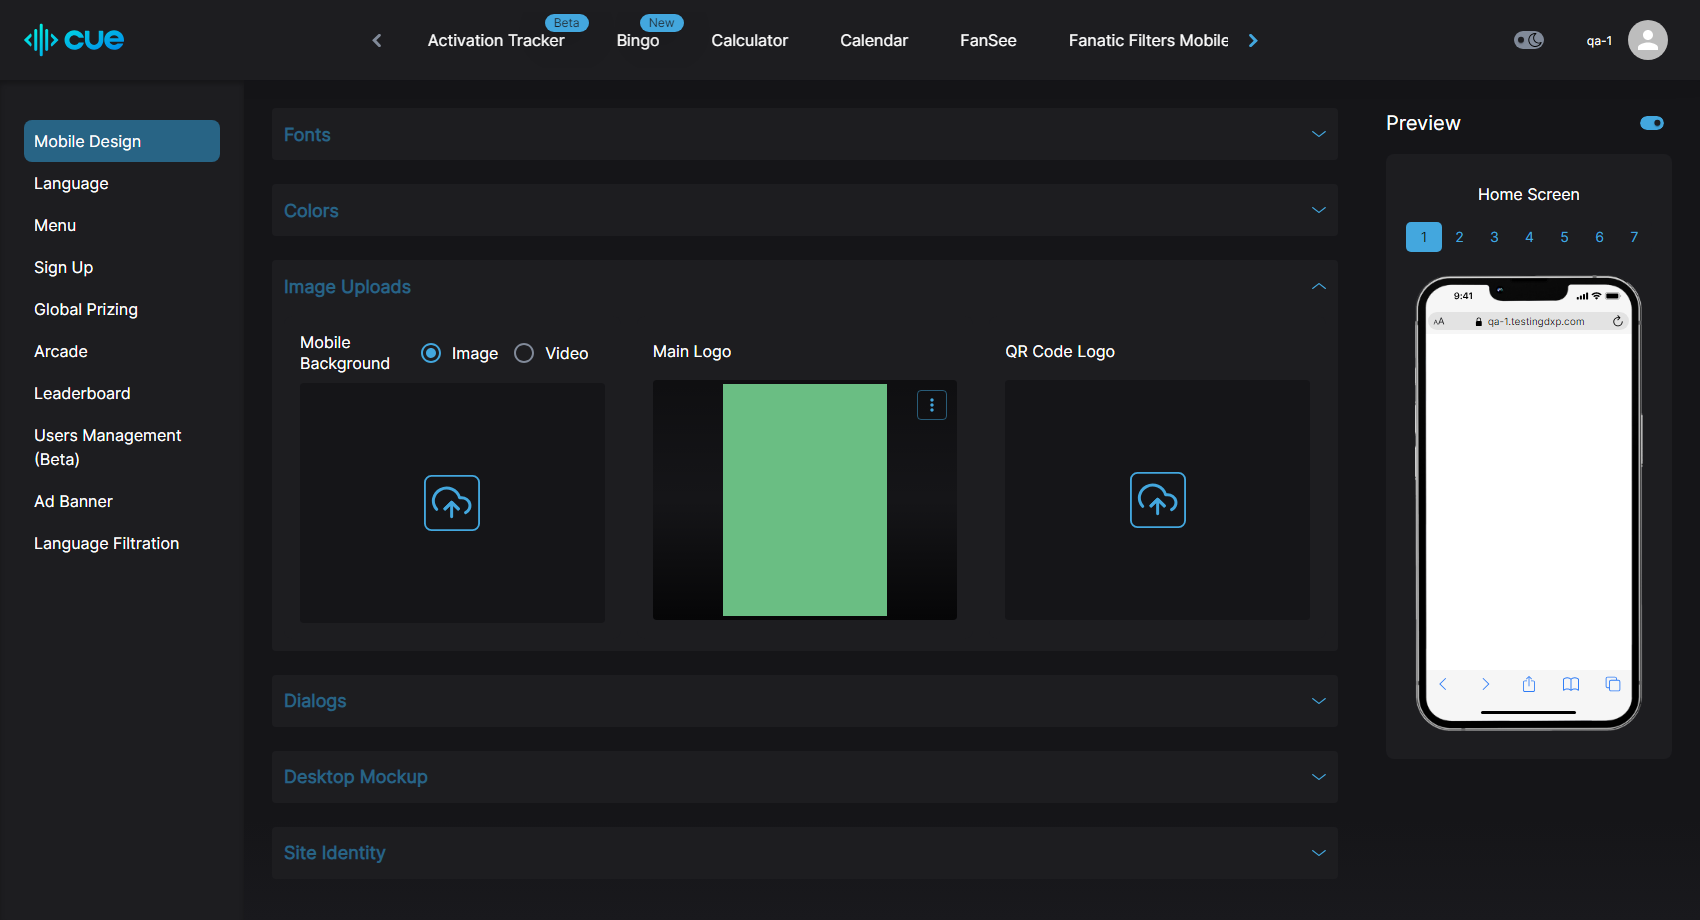 cue
Activation Tracker
Beta
Bingo
New
Calculator
Calendar
FanSee
Fanatic Filters Mobile
qa-1
Mobile Design
Language
Menu
Sign Up
Global Prizing
Arcade
Leaderboard
Users Management
(Beta)
Ad Banner
Language Filtration
Fonts
Colors
Image Uploads
Mobile
Background
Image
Video
Main Logo
QR Code Logo
Dialogs
Desktop Mockup
Site Identity
Preview
Home Screen
1 2 3 4 5 6 7
9:41
AA qa-1.testingdxp.com